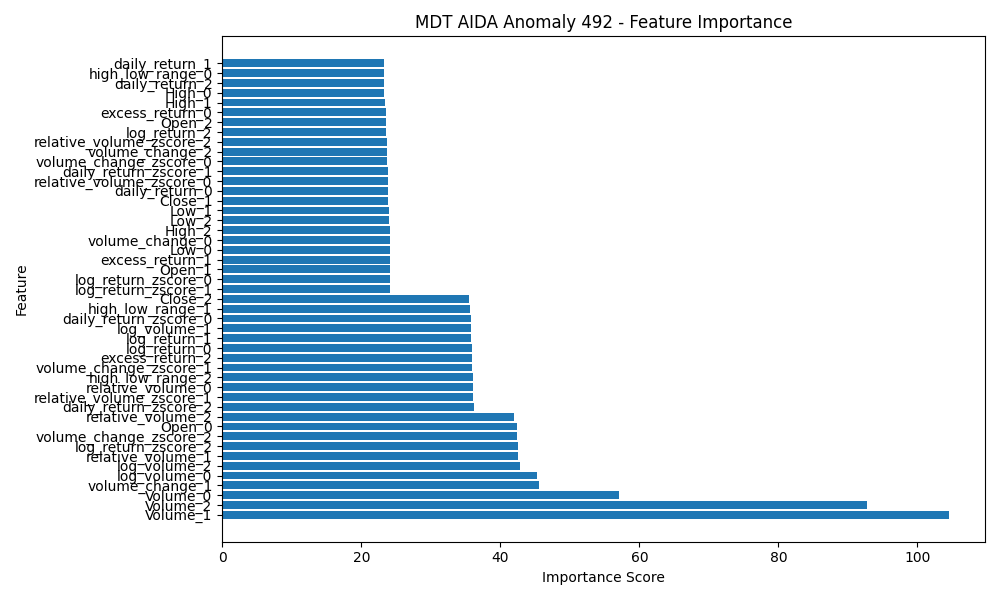 MDT AIDA Anomaly 492 - Feature Importance
daily_return_1
high_low_range_0
daily_return_2
High_0
High_1
excess_return_0
Open_2
log_return_2
relative_volume_zscore_2
volume_change_2
volume_change_zscore_0
daily_return_zscore_1
relative_volume_zscore_0
daily_return_0
Close_1
Low_1
Low_2
High_2
volume_change_0
Low_0
excess_return_1
Open_1
log_return_zscore_0
log_return_zscore_1
Close_2
high_low_range_1
daily_return_zscore_0
log_volume_1
log_return_1
log_return_0
excess_return_2
volume_change_zscore_1
high_low_range_2
relative_volume_0
relative_volume_zscore_1
daily_return_zscore_2
relative_volume_2
Open_0
volume_change_zscore_2
log_return_zscore_2
relative_volume_1
log_volume_2
log_volume_0
volume_change_1
Volume_0
Volume_2
Volume_1
Feature
0 20 40 60 80 100
Importance Score